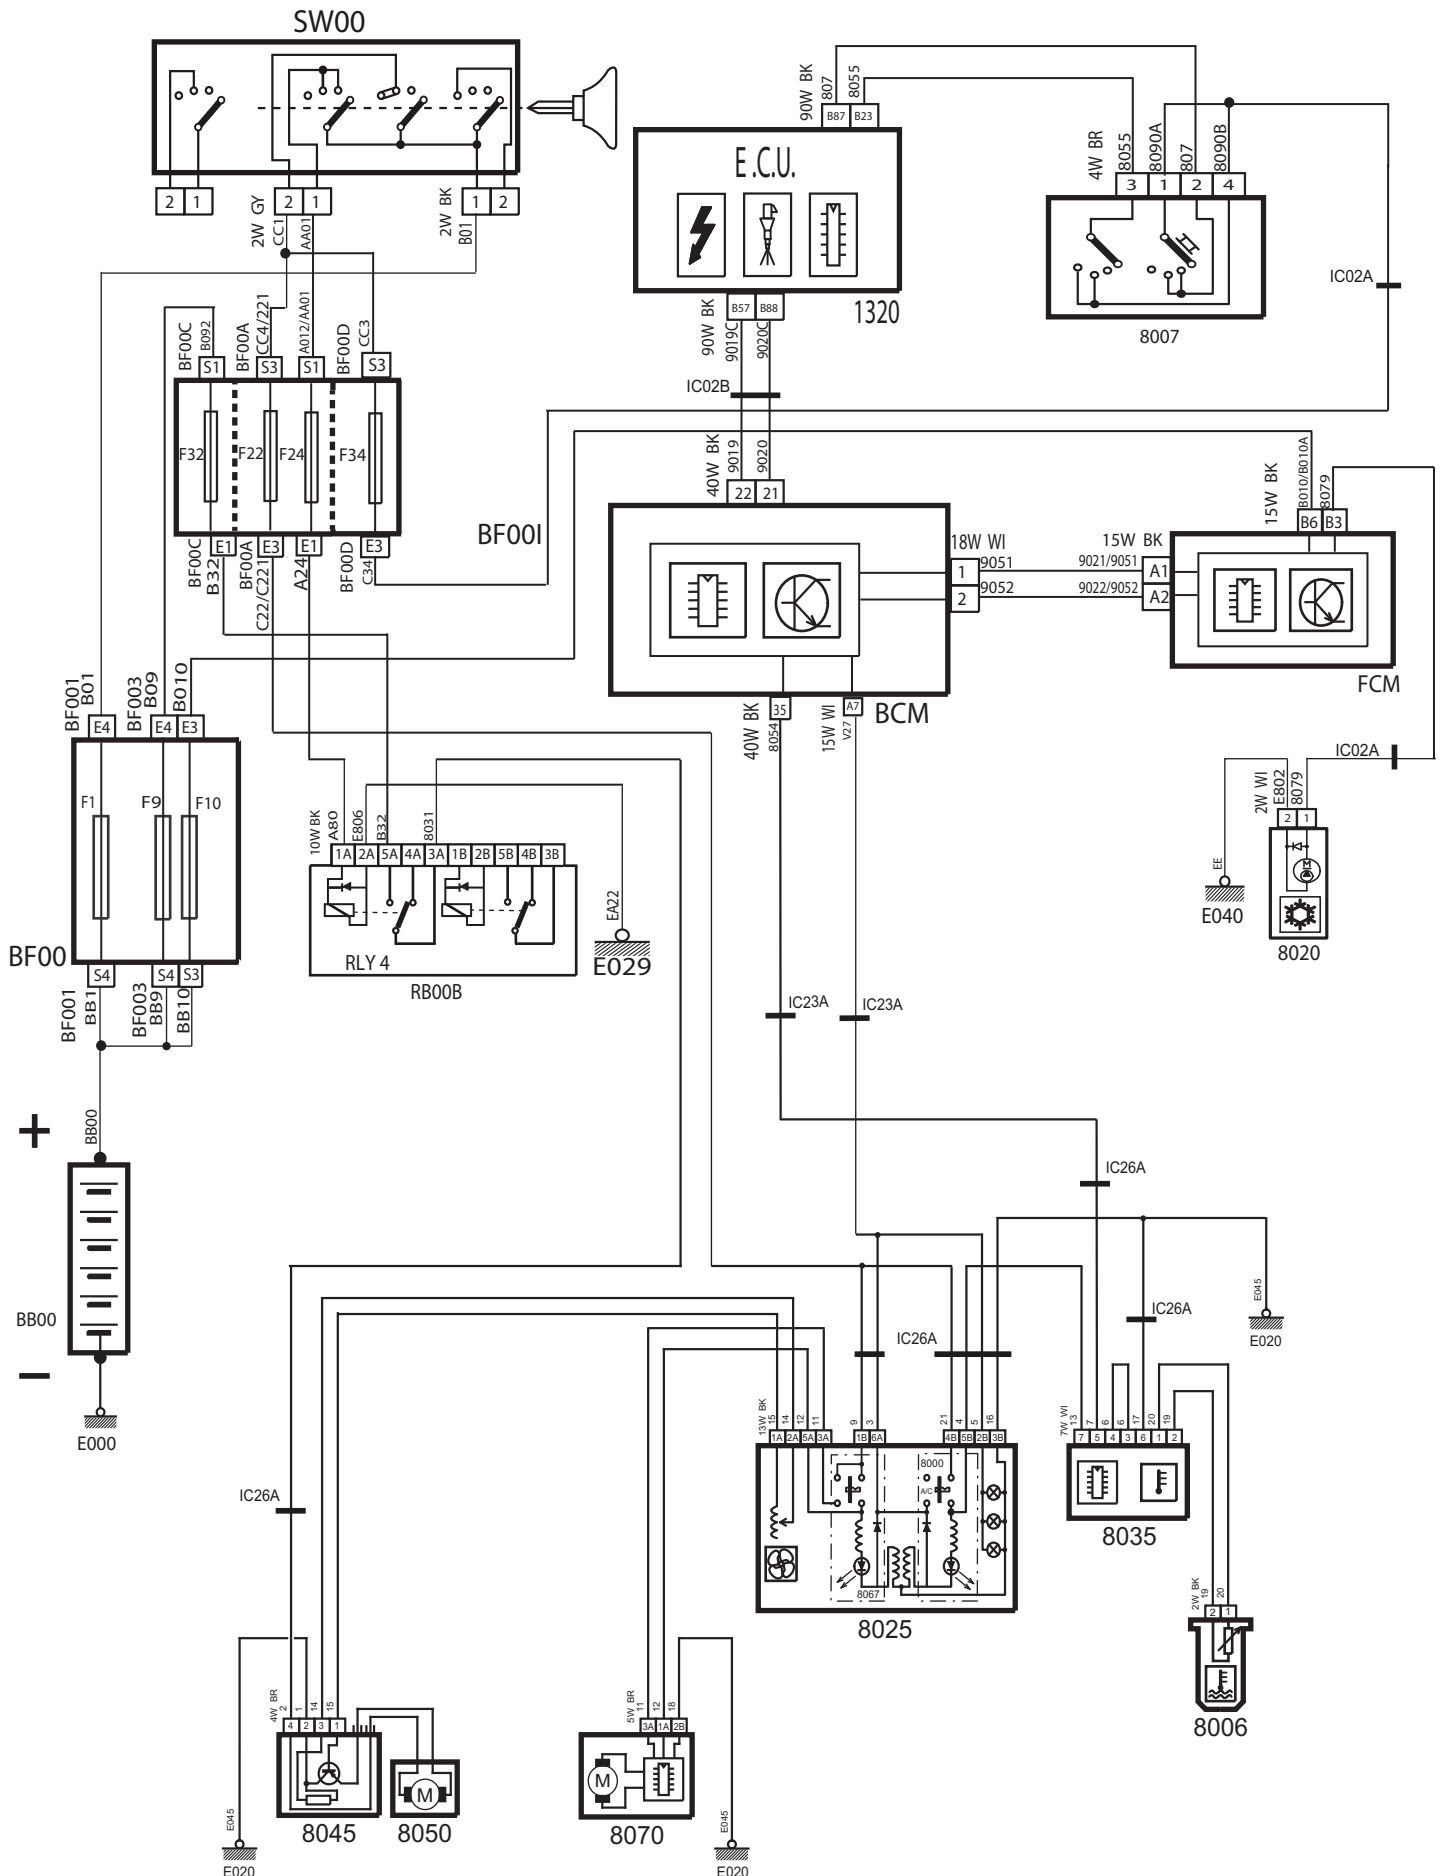 SW00
2 1
2 1
1 2
2W GY
CC1
AA01
2W BK
B01
90W BK
807
8055
B87 B23
E.C.U.
B57 B88
1320
90W BK
9019C
9020C
IC02B
4W BR
8055
8090A
807
8090B
3 1 2 4
8007
IC02A
BF00C
B092
BF00A
CC4/221
A012/AA01
BF00D
CC3
S1 S3 S1 S3
F32 F22 F24 F34
E1 E3 E1 E3
BF00I
BF00C
B32
BF00A
C22/C221
A24
BF00D
C34
40W BK
9019
9020
22 21
18W WI
1 9051
2 9052
BCM
35 A7
40W BK
8054
15W WI
V27
15W BK
9021/9051 A1
9022/9052 A2
15W BK
B010/B010A
8079
B6 B3
FCM
IC02A
BF001
B01
BF003
B09
B010
E4 E4 E3
F1 F9 F10
BF00
S4 S4 S3
BF001
BB1
BF003
BB9
BB10
10W BK
A80
E806
B32
8031
1A 2A 5A 4A 3A 1B 2B 5B 4B 3B
RLY 4
RB00B
EA22
E029
2W WI
E802
8079
2 1
M
8020
EE
E040
IC23A IC23A
+
BB00
BB00
–
E000
IC26A
IC26A
E045
E020
IC26A
IC26A
13W BK
15 14 12 11 9 3 21 4 5 16
1A 2A 5A 3A 1B 6A 4B 5B 2B 3B
8000
A/C
8067
8025
7W WI
13 7 6 6 17 20 19
7 5 4 3 6 1 2
8035
2W BK
19 20
2 1
8006
4W BR
2 1 14 15
4 2 3 1
8045
M
8050
E045
E020
5W BR
11 12 18
3A 1A 2B
M
8070
E045
E020